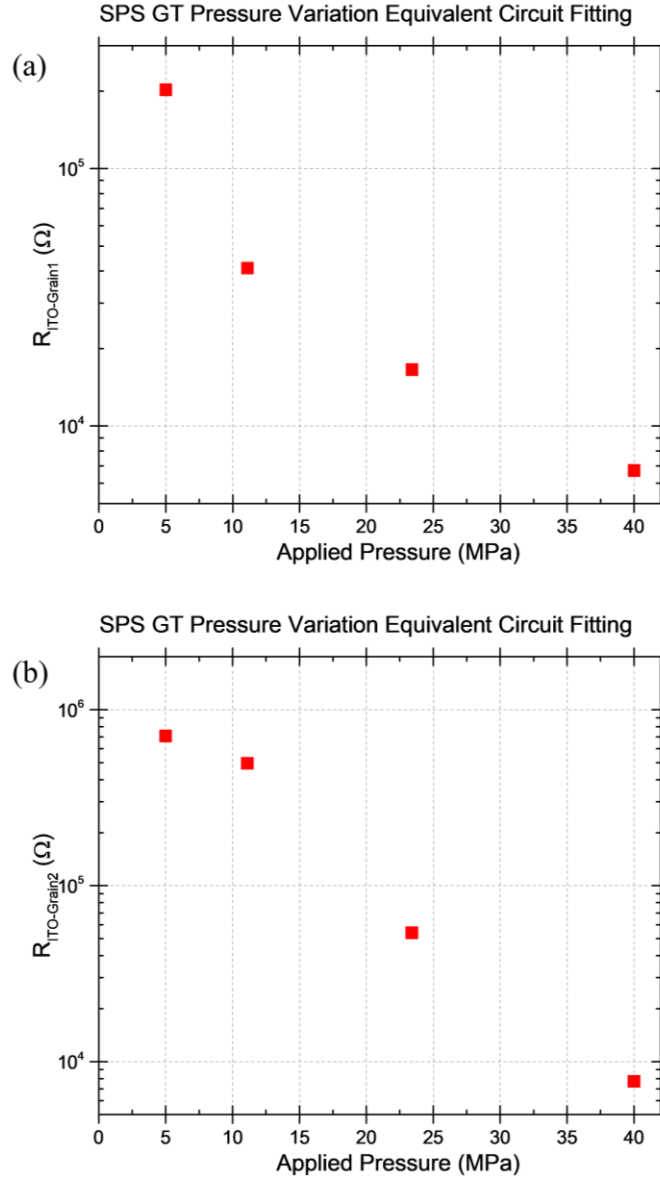 SPS GT Pressure Variation Equivalent Circuit Fitting
(a)
R_ITO-Grain1 (Ω)
10^5
10^4
0 5 10 15 20 25 30 35 40
Applied Pressure (MPa)
SPS GT Pressure Variation Equivalent Circuit Fitting
(b)
R_ITO-Grain2 (Ω)
10^6
10^5
10^4
0 5 10 15 20 25 30 35 40
Applied Pressure (MPa)